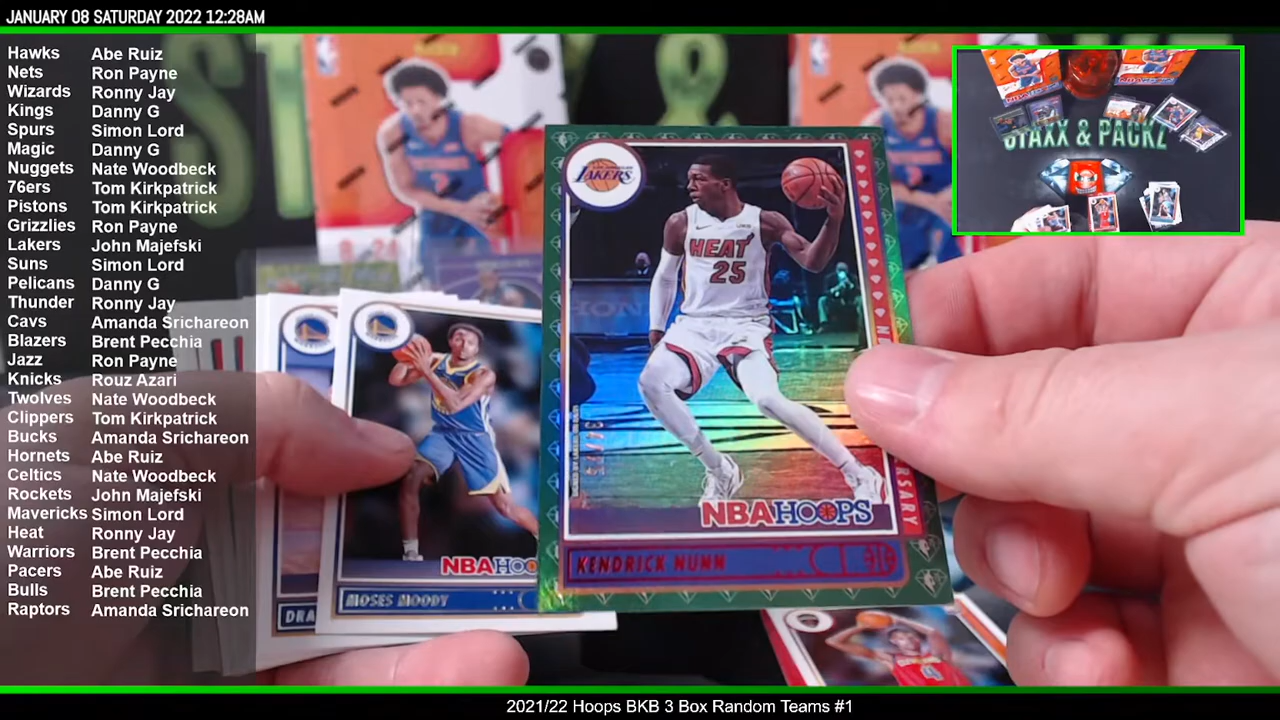 JANUARY 08 SATURDAY 2022 12:28AM
Hawks Abe Ruiz
Nets Ron Payne
Wizards Ronny Jay
Kings Danny G
Spurs Simon Lord
Magic Danny G
Nuggets Nate Woodbeck
76ers Tom Kirkpatrick
Pistons Tom Kirkpatrick
Grizzlies Ron Payne
Lakers John Majefski
Suns Simon Lord
Pelicans Danny G
Thunder Ronny Jay
Cavs Amanda Srichareon
Blazers Brent Pecchia
Jazz Ron Payne
Knicks Rouz Azari
Twolves Nate Woodbeck
Clippers Tom Kirkpatrick
Bucks Amanda Srichareon
Hornets Abe Ruiz
Celtics Nate Woodbeck
Rockets John Majefski
Mavericks Simon Lord
Heat Ronny Jay
Warriors Brent Pecchia
Pacers Abe Ruiz
Bulls Brent Pecchia
Raptors Amanda Srichareon
STAXX & PACKZ
LAKERS
HEAT
25
NBA HOOPS
KENDRICK NUNN
NBA HOO
MOSES MOODY
DRA
RSARY
2021/22 Hoops BKB 3 Box Random Teams #1